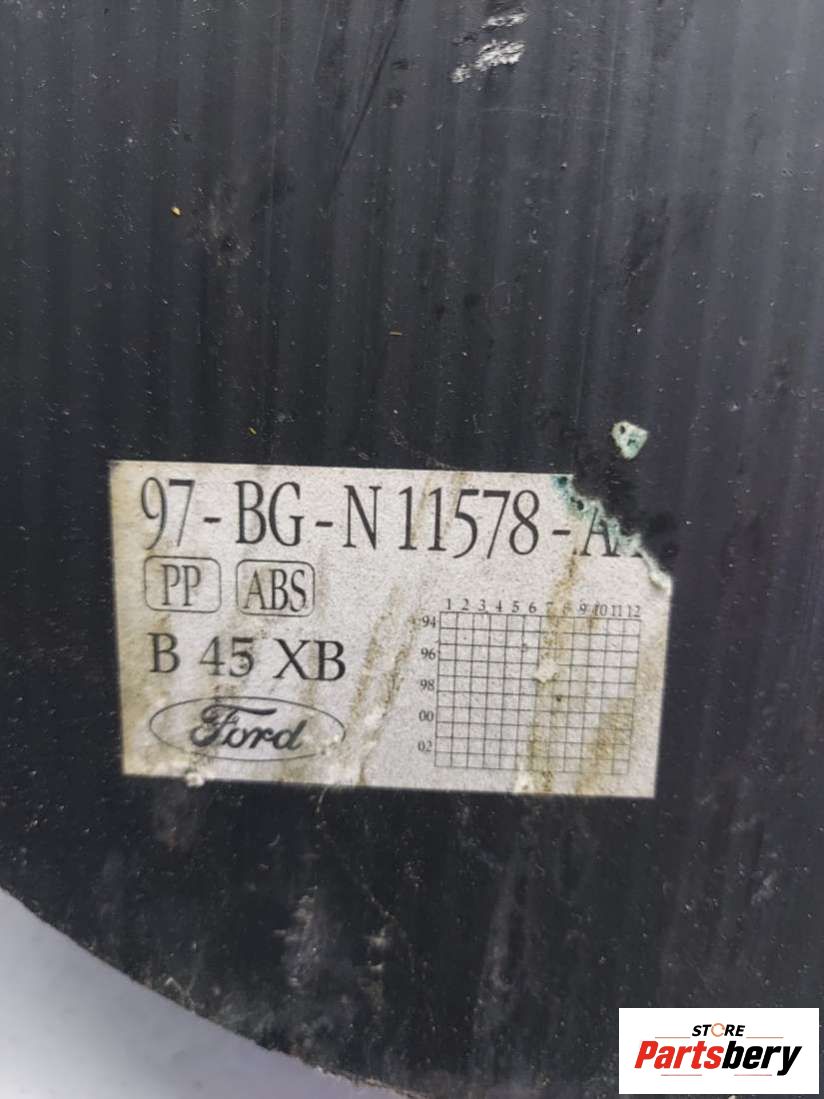 97-BG-N11578-A
PP ABS
B 45 XB
Ford
1 2 3 4 5 6 7 8 9 10 11 12
94
96
98
00
02
STORE
Partsbery